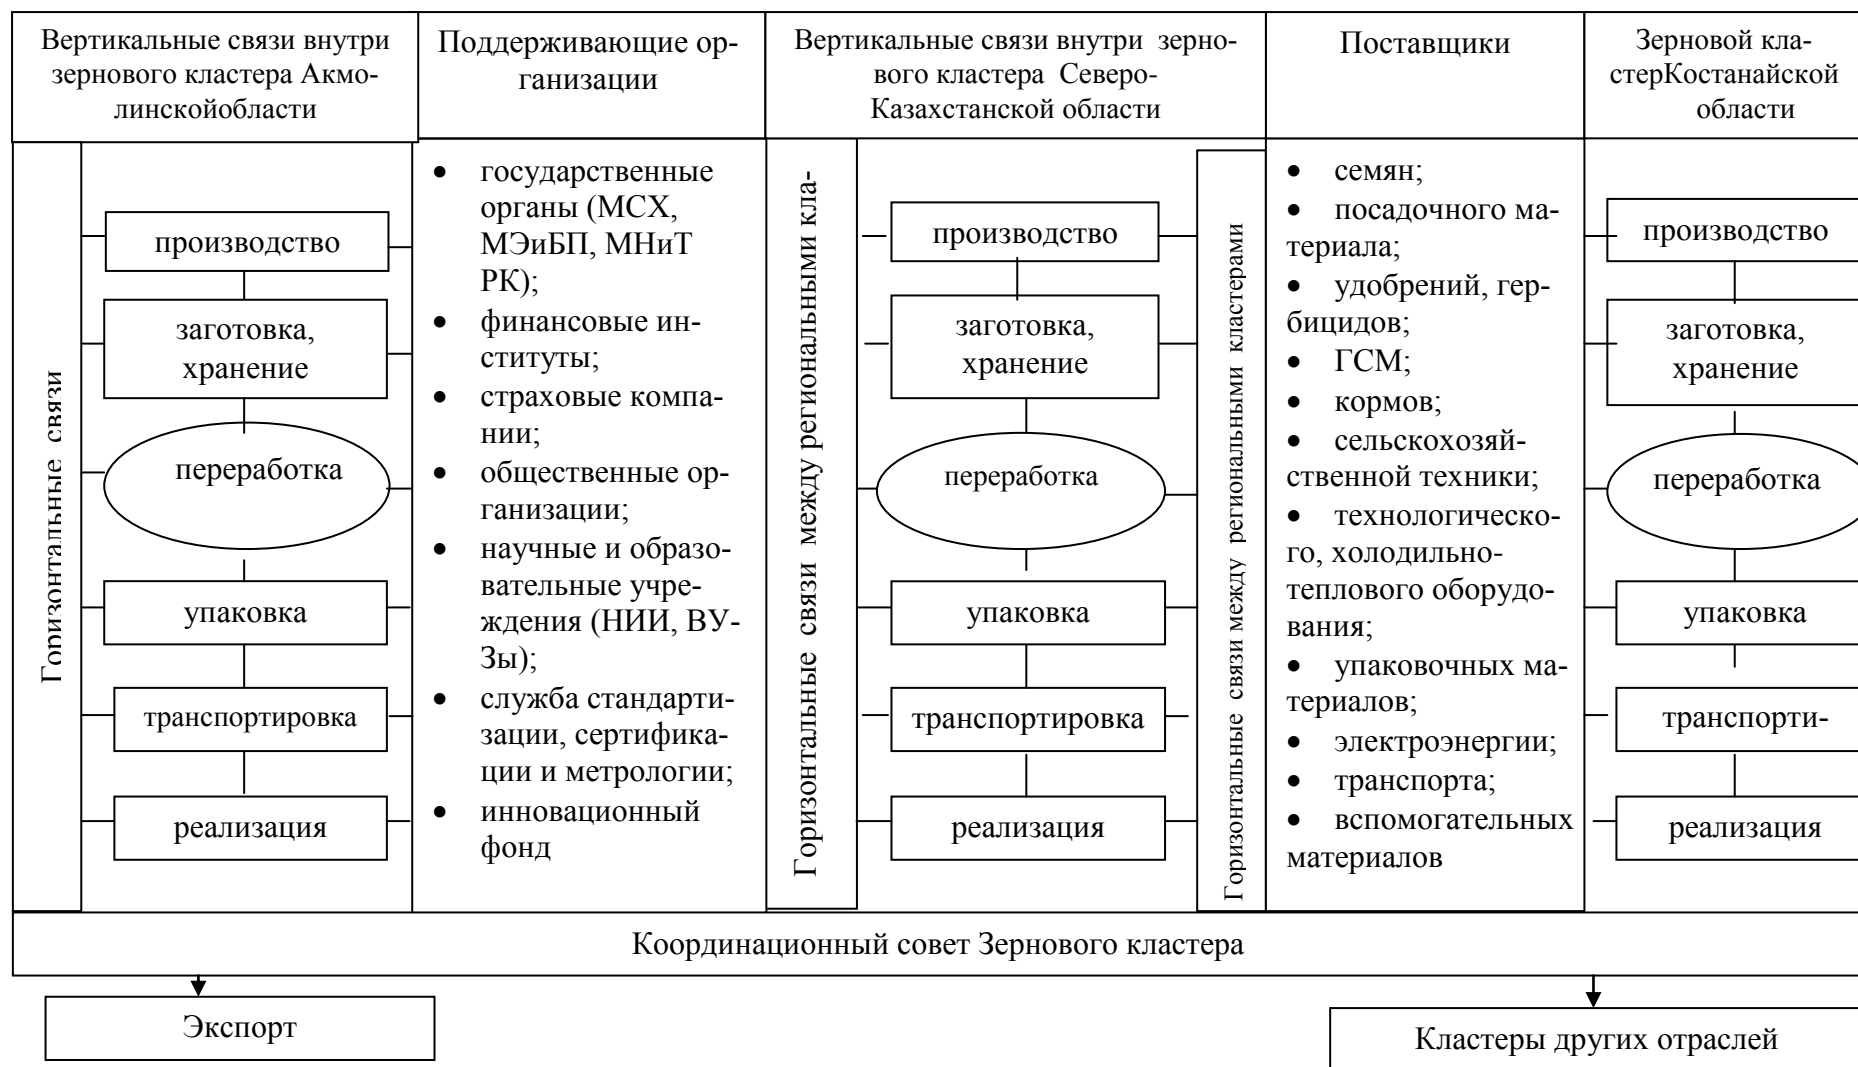 Вертикальные связи внутри
зернового кластера Акмо-
линскойобласти
Поддерживающие ор-
ганизации
Вертикальные связи внутри зерно-
вого кластера Северо-
Казахстанской области
Поставщики
Зерновой кла-
стерКостанайской
области
Горизонтальные связи
производство
заготовка,
хранение
переработка
упаковка
транспортировка
реализация
• государственные
органы (МСХ,
МЭиБП, МНиТ
РК);
• финансовые ин-
ституты;
• страховые компа-
нии;
• общественные ор-
ганизации;
• научные и образо-
вательные учре-
ждения (НИИ, ВУ-
Зы);
• служба стандарти-
зации, сертифика-
ции и метрологии;
• инновационный
фонд
Горизонтальные связи между региональными кла-
производство
заготовка,
хранение
переработка
упаковка
транспортировка
реализация
Горизонтальные связи между региональными кластерами
• семян;
• посадочного ма-
териала;
• удобрений, гер-
бицидов;
• ГСМ;
• кормов;
• сельскохозяй-
ственной техники;
• технологическо-
го, холодильно-
теплового оборудо-
вания;
• упаковочных ма-
териалов;
• электроэнергии;
• транспорта;
• вспомогательных
материалов
производство
заготовка,
хранение
переработка
упаковка
транспорти-
реализация
Координационный совет Зернового кластера
Экспорт
Кластеры других отраслей